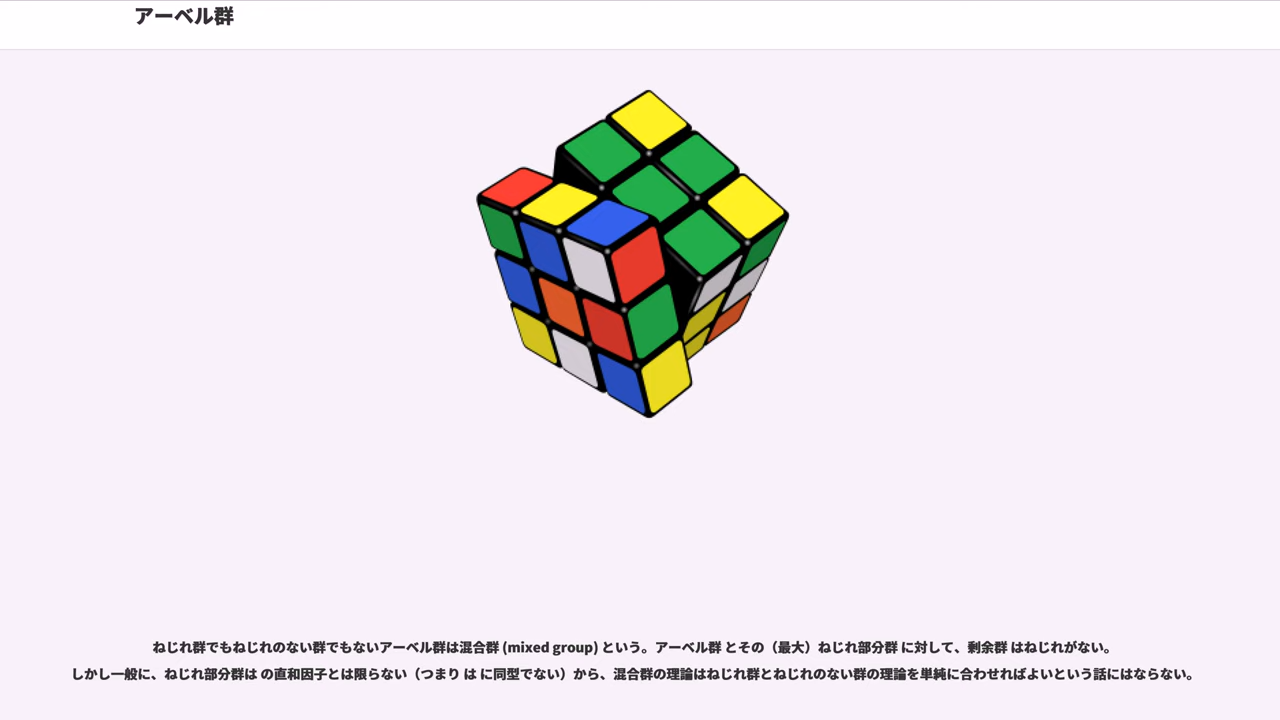 アーベル群
ねじれ群でもねじれのない群でもないアーベル群は混合群 (mixed group) という。アーベル群 とその（最大）ねじれ部分群 に対して、剰余群 はねじれがない。
しかし一般に、ねじれ部分群は の直和因子とは限らない（つまり は に同型でない）から、混合群の理論はねじれ群とねじれのない群の理論を単純に合わせればよいという話にはならない。